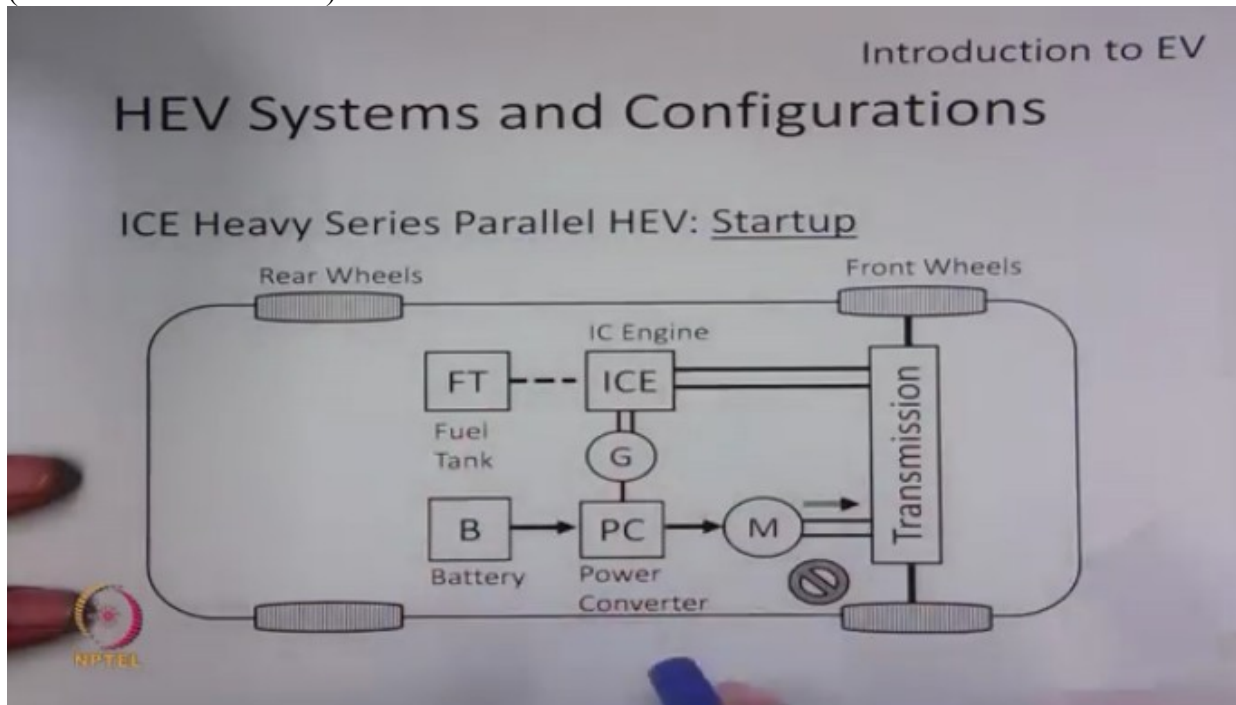 Introduction to EV
HEV Systems and Configurations
ICE Heavy Series Parallel HEV: Startup
Rear Wheels
Front Wheels
IC Engine
FT
ICE
Fuel
Tank
G
Transmission
B
PC
M
Battery
Power
Converter
NPTEL